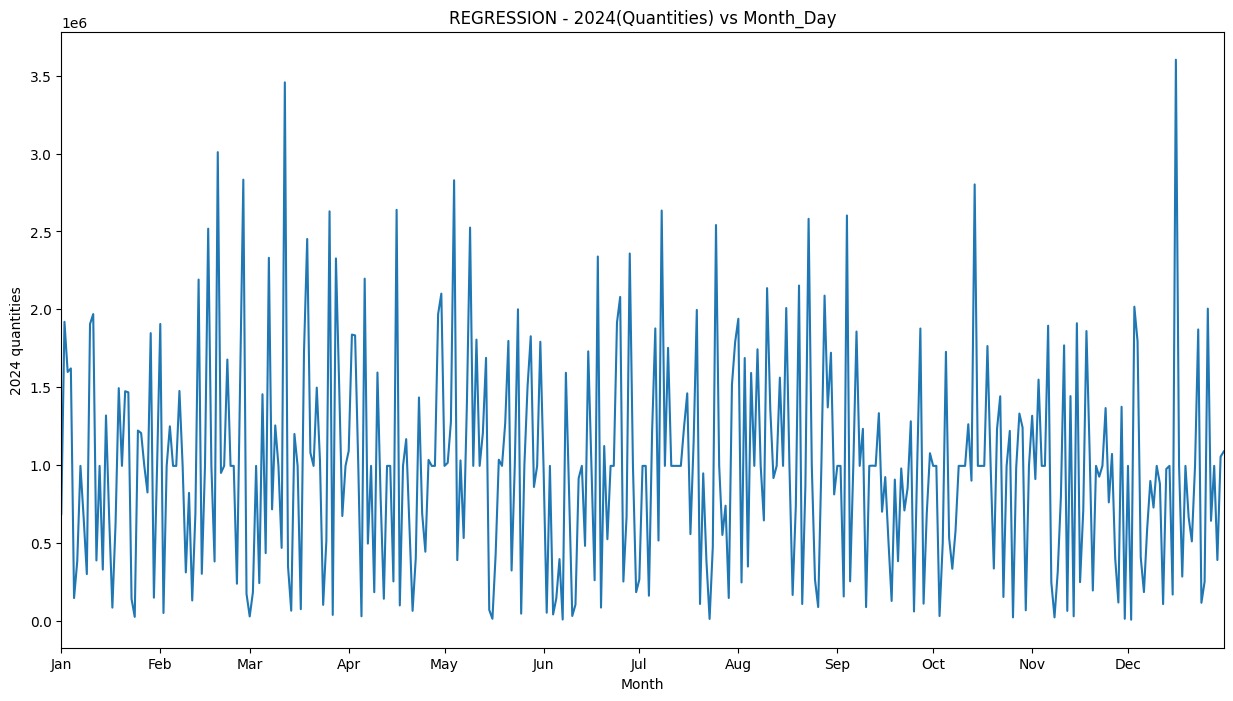 REGRESSION - 2024(Quantities) vs Month_Day
1e6
3.5
3.0
2.5
2.0
1.5
1.0
0.5
0.0
2024 quantities
Jan Feb Mar Apr May Jun Jul Aug Sep Oct Nov Dec
Month